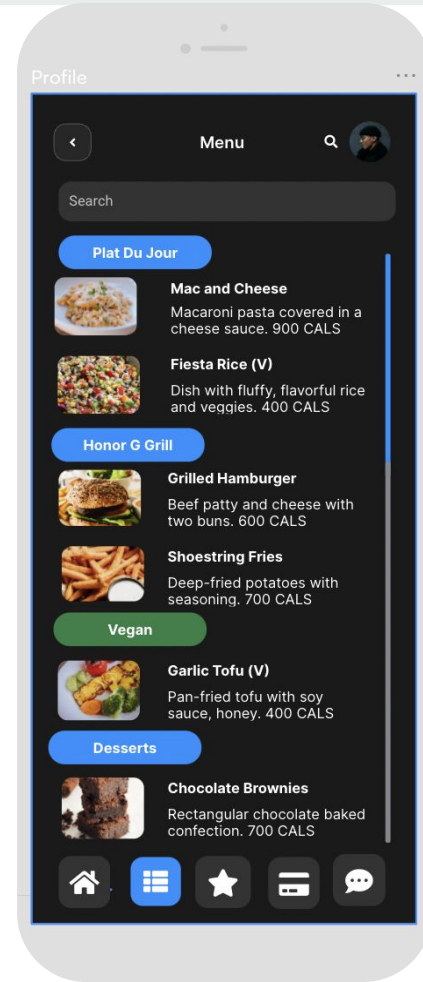 Profile
Menu
Search
Plat Du Jour
Mac and Cheese
Macaroni pasta covered in a
cheese sauce. 900 CALS
Fiesta Rice (V)
Dish with fluffy, flavorful rice
and veggies. 400 CALS
Honor G Grill
Grilled Hamburger
Beef patty and cheese with
two buns. 600 CALS
Shoestring Fries
Deep-fried potatoes with
seasoning. 700 CALS
Vegan
Garlic Tofu (V)
Pan-fried tofu with soy
sauce, honey. 400 CALS
Desserts
Chocolate Brownies
Rectangular chocolate baked
confection. 700 CALS